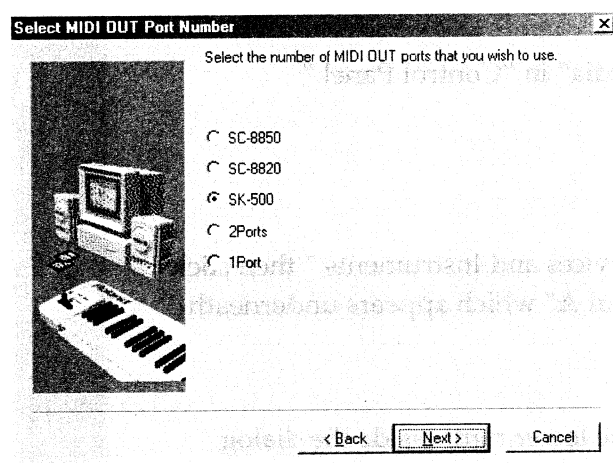 Select MIDI OUT Port Number
Select the number of MIDI OUT ports that you wish to use.
SC-8850
SC-8820
SK-500
2Ports
1Port
< Back
Next >
Cancel